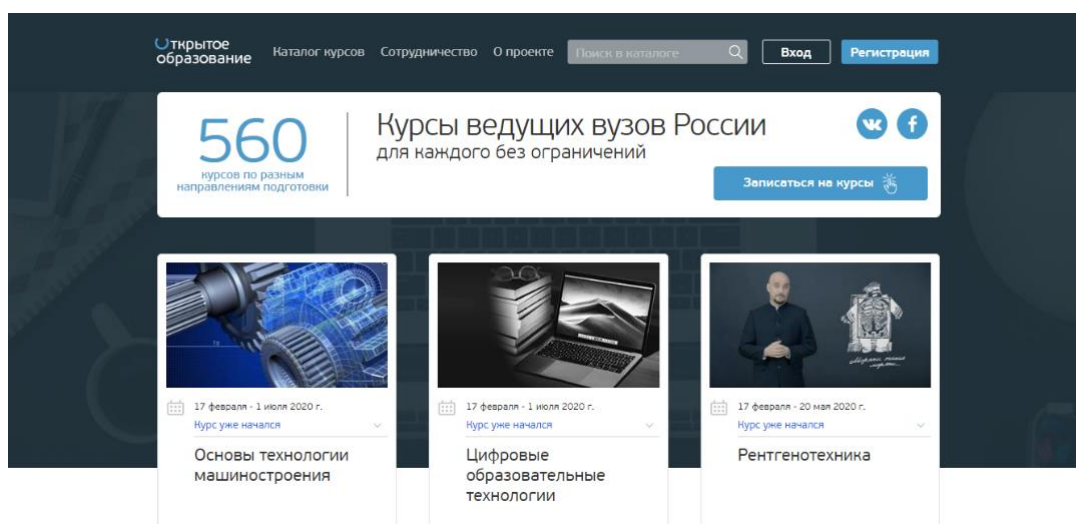 Открытое
образование
Каталог курсов Сотрудничество О проекте Поиск в каталоге Вход Регистрация
560
курсов по разным
направлениям подготовки
Курсы ведущих вузов России
для каждого без ограничений
Записаться на курсы
17 февраля - 1 июля 2020 г.
Курс уже начался
Основы технологии
машиностроения
17 февраля - 1 июля 2020 г.
Курс уже начался
Цифровые
образовательные
технологии
17 февраля - 20 мая 2020 г.
Курс уже начался
Рентгенотехника